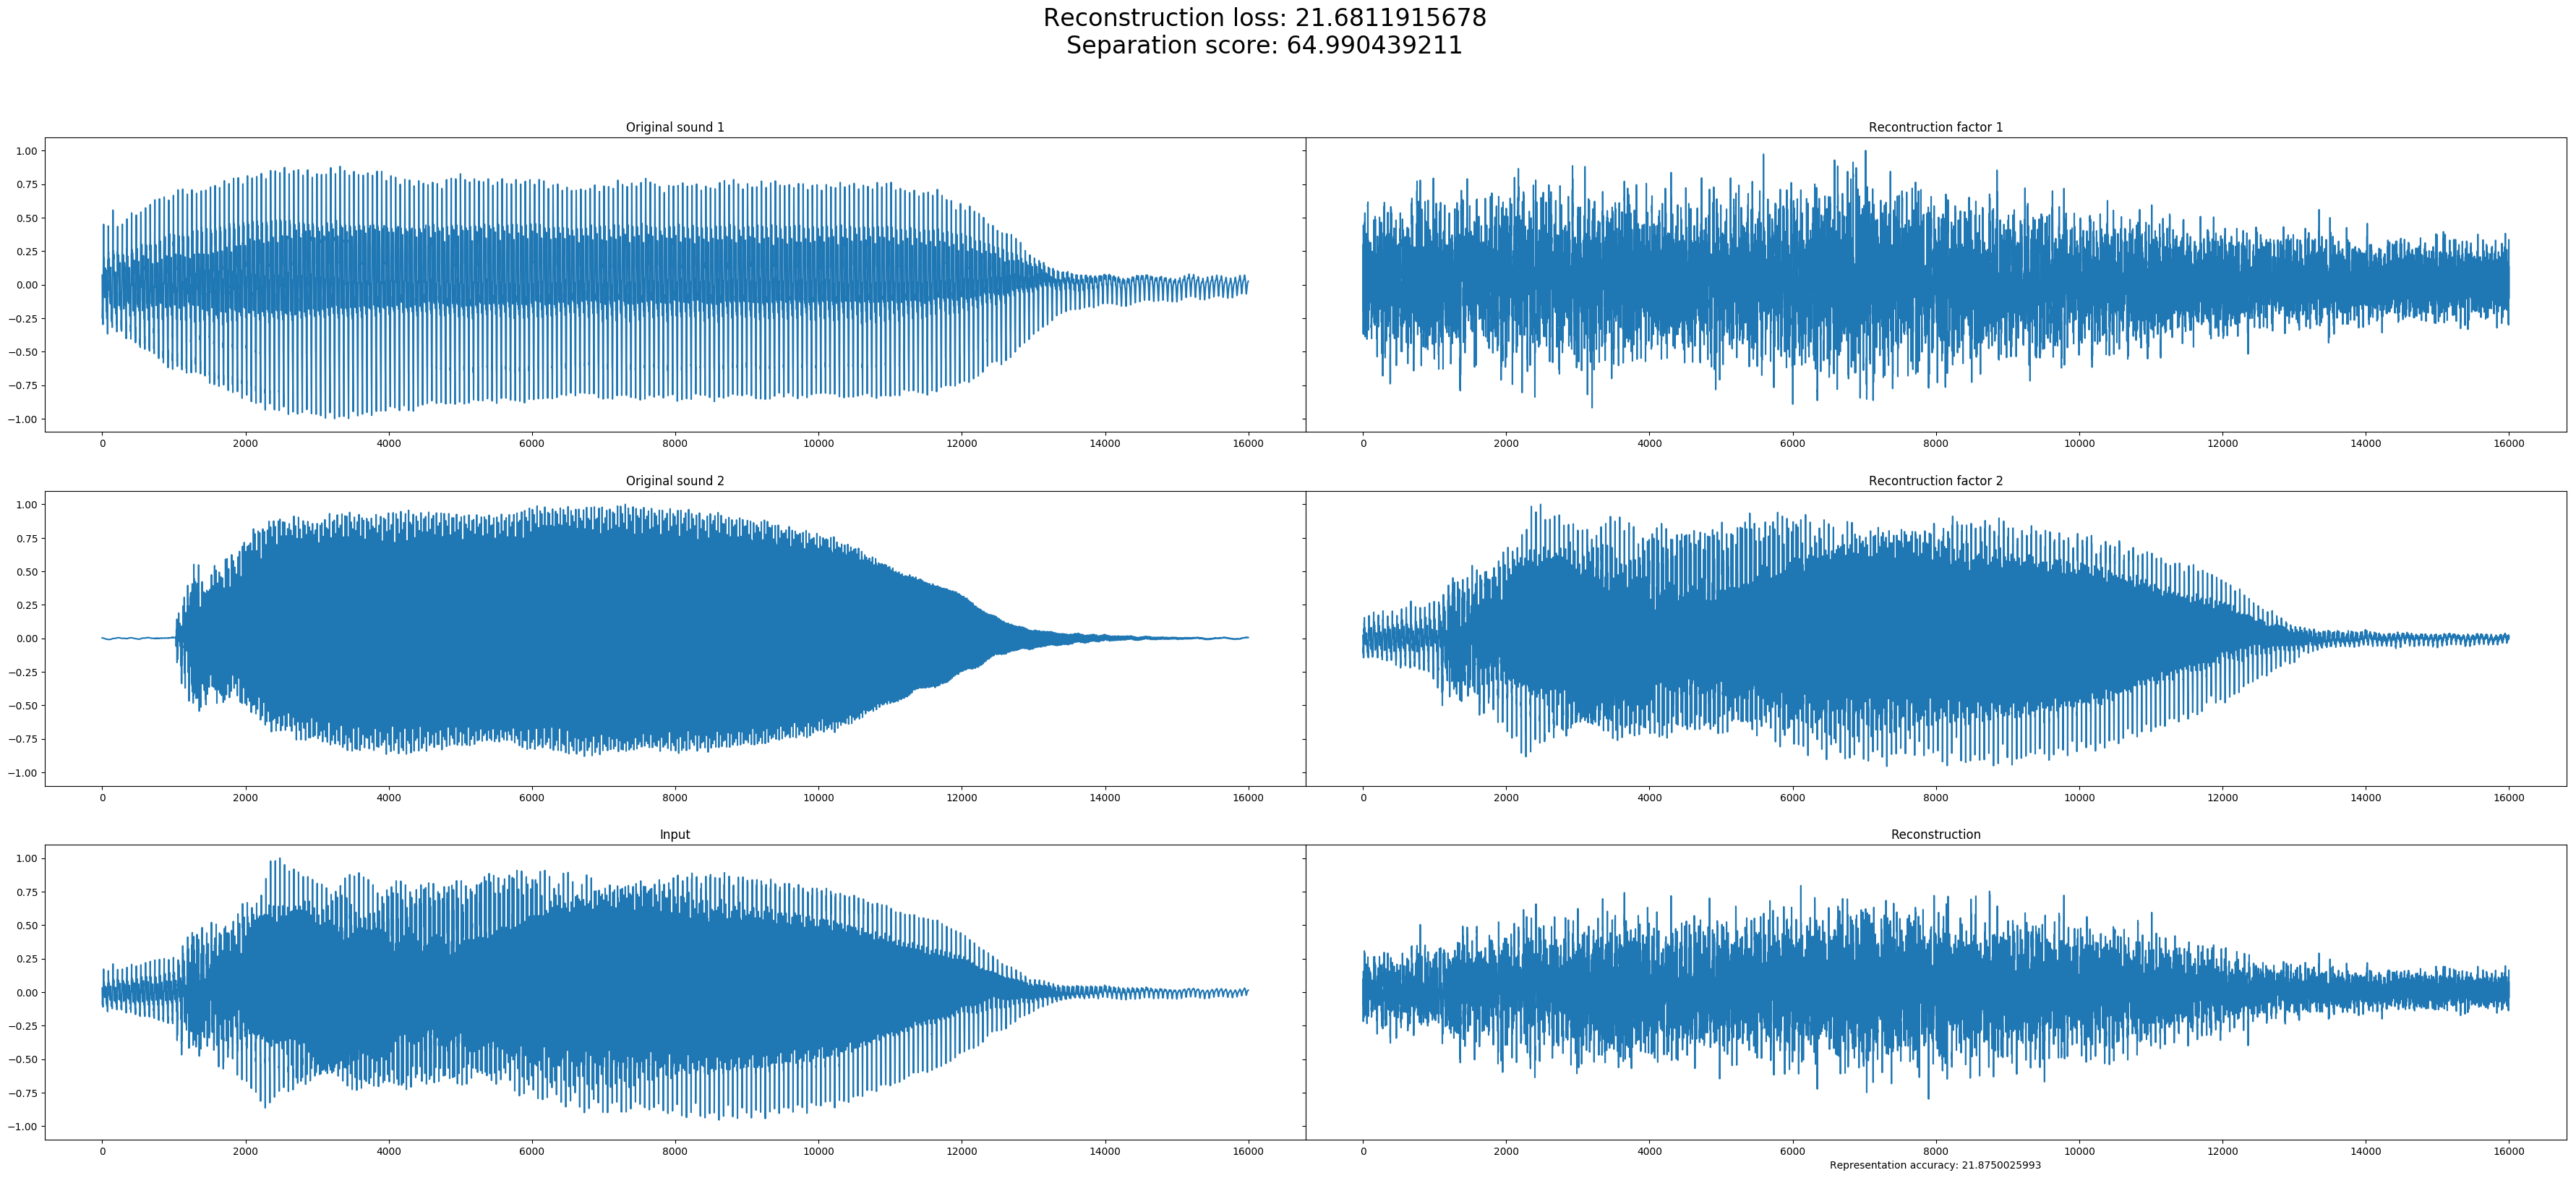 Reconstruction loss: 21.6811915678
Separation score: 64.990439211
Original sound 1
Recontruction factor 1
1.00
0.75
0.50
0.25
0.00
−0.25
−0.50
−0.75
−1.00
0 2000 4000 6000 8000 10000 12000 14000 16000
0 2000 4000 6000 8000 10000 12000 14000 16000
Original sound 2
Recontruction factor 2
1.00
0.75
0.50
0.25
0.00
−0.25
−0.50
−0.75
−1.00
0 2000 4000 6000 8000 10000 12000 14000 16000
0 2000 4000 6000 8000 10000 12000 14000 16000
Input
Reconstruction
1.00
0.75
0.50
0.25
0.00
−0.25
−0.50
−0.75
−1.00
0 2000 4000 6000 8000 10000 12000 14000 16000
0 2000 4000 6000 8000 10000 12000 14000 16000
Representation accuracy: 21.8750025993